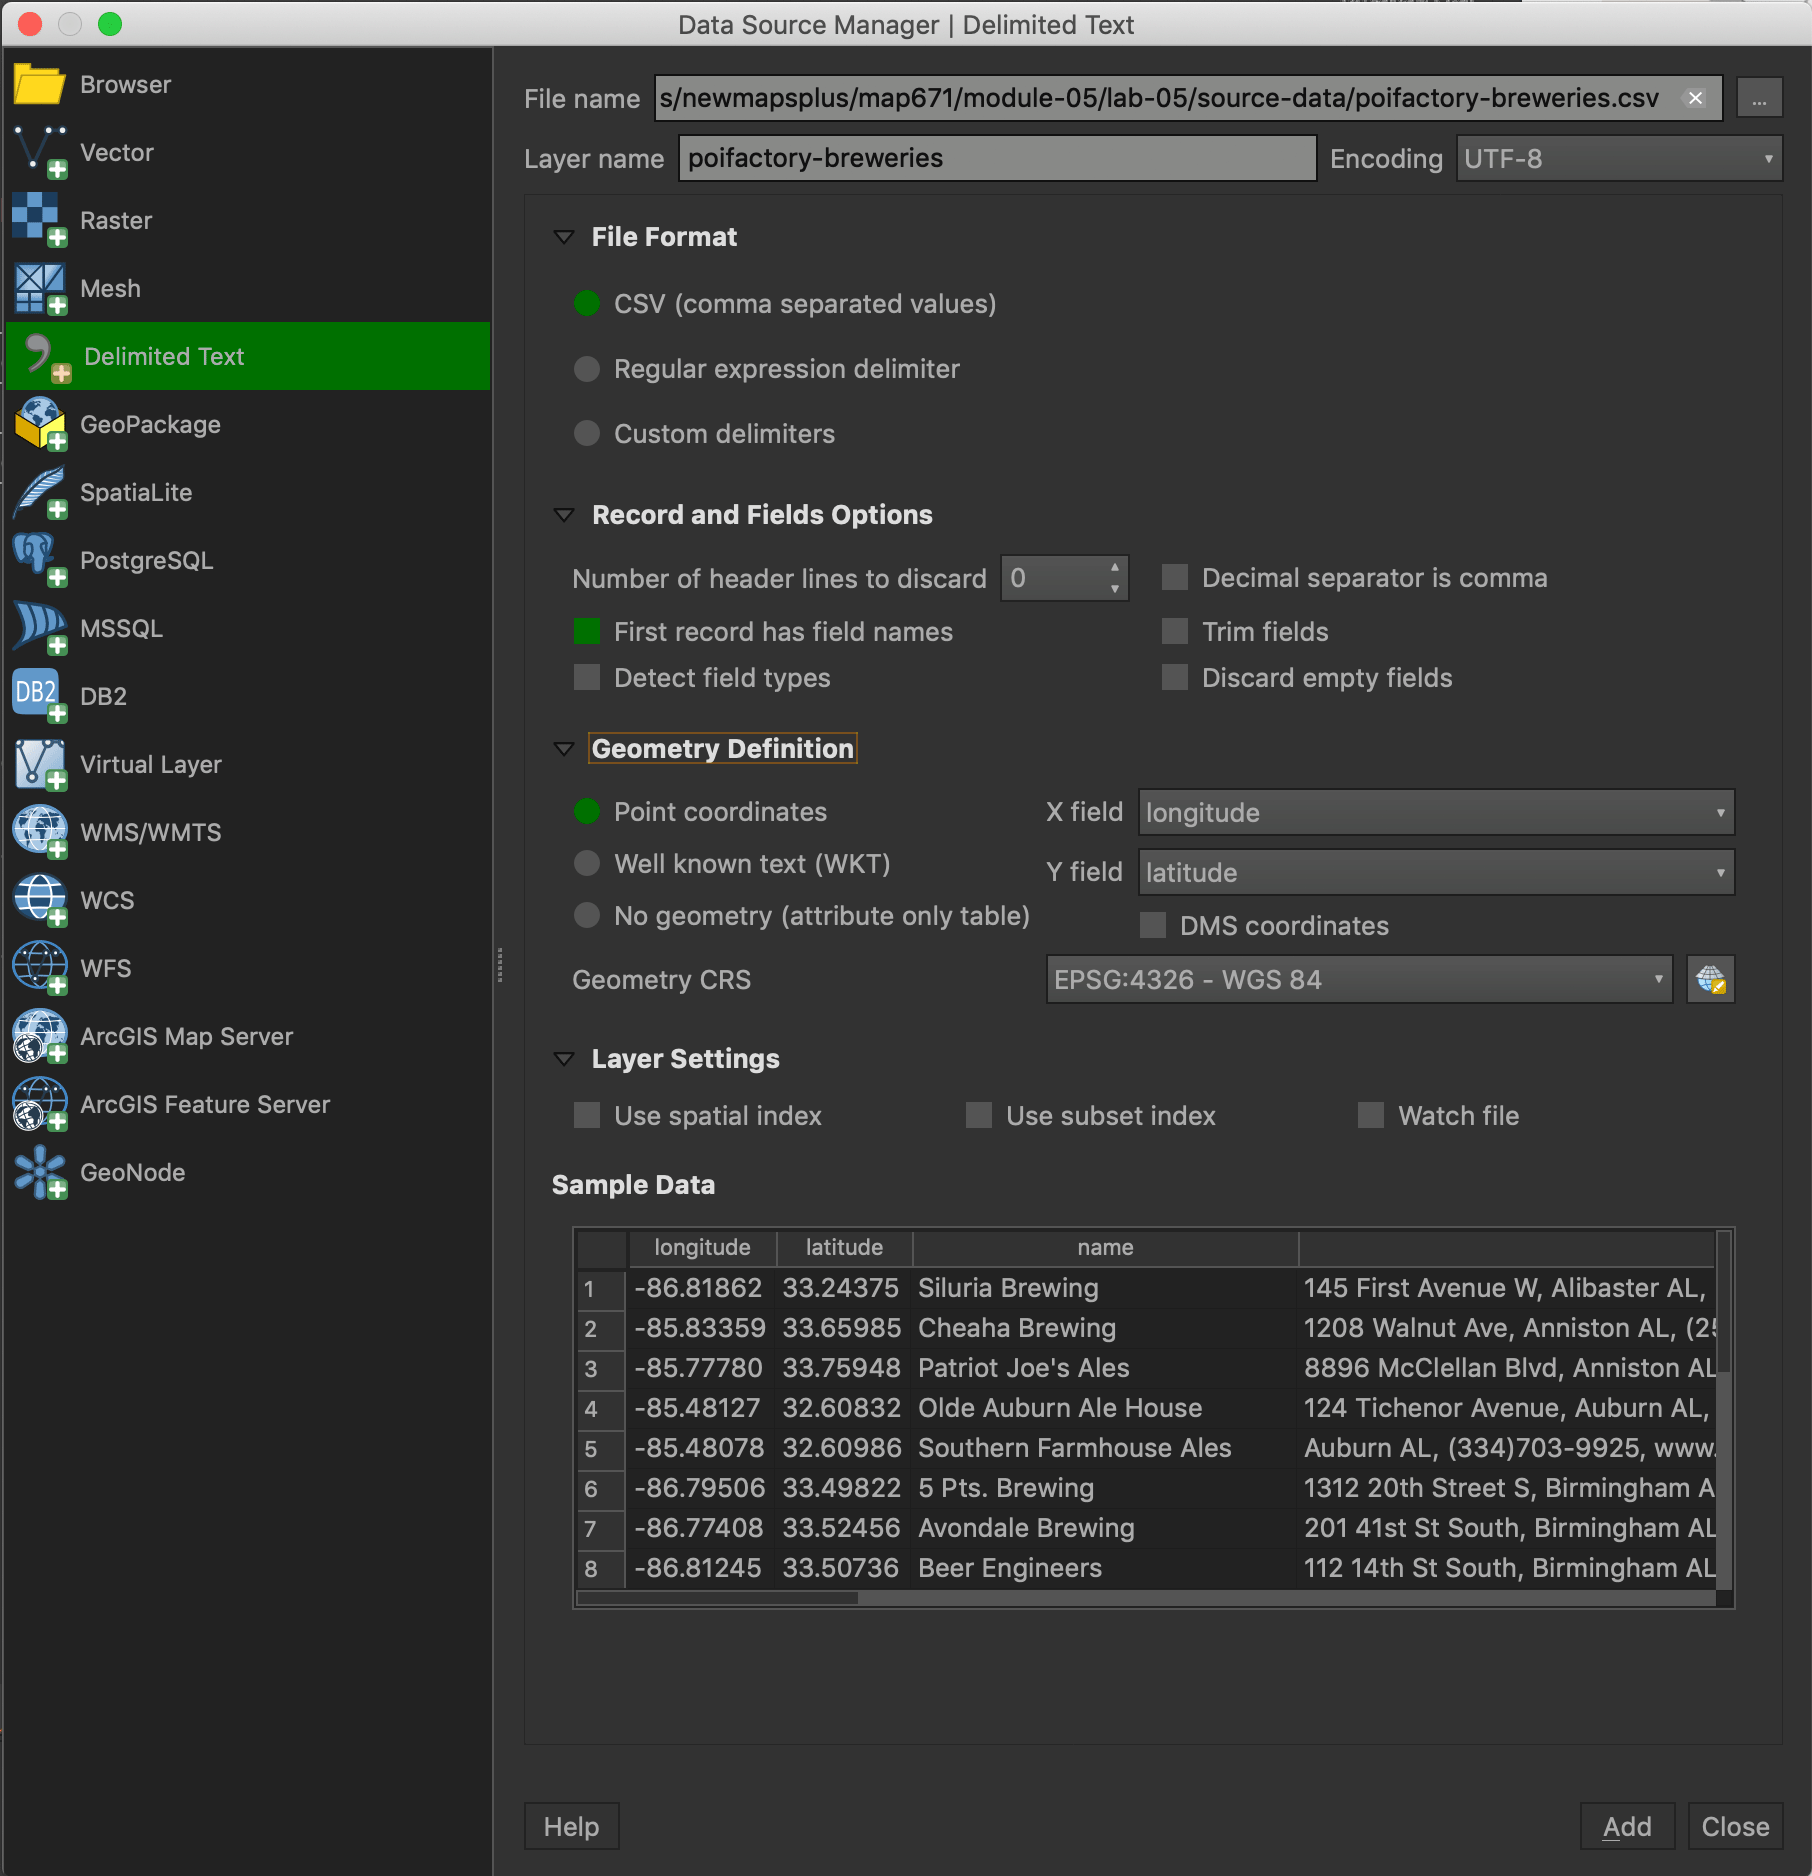 Data Source Manager | Delimited Text
Browser
Vector
Raster
Mesh
Delimited Text
GeoPackage
SpatiaLite
PostgreSQL
MSSQL
DB2
DB2
Virtual Layer
WMS/WMTS
WCS
WFS
ArcGIS Map Server
ArcGIS Feature Server
GeoNode
File name s/newmapsplus/map671/module-05/lab-05/source-data/poifactory-breweries.csv ...
Layer name poifactory-breweries Encoding UTF-8
File Format
CSV (comma separated values)
Regular expression delimiter
Custom delimiters
Record and Fields Options
Number of header lines to discard 0 Decimal separator is comma
First record has field names Trim fields
Detect field types Discard empty fields
Geometry Definition
Point coordinates X field longitude
Well known text (WKT) Y field latitude
No geometry (attribute only table) DMS coordinates
Geometry CRS EPSG:4326 - WGS 84
Layer Settings
Use spatial index Use subset index Watch file
Sample Data
longitude latitude name
1 -86.81862 33.24375 Siluria Brewing 145 First Avenue W, Alibaster AL,
2 -85.83359 33.65985 Cheaha Brewing 1208 Walnut Ave, Anniston AL, (25
3 -85.77780 33.75948 Patriot Joe's Ales 8896 McClellan Blvd, Anniston AL
4 -85.48127 32.60832 Olde Auburn Ale House 124 Tichenor Avenue, Auburn AL,
5 -85.48078 32.60986 Southern Farmhouse Ales Auburn AL, (334)703-9925, www.
6 -86.79506 33.49822 5 Pts. Brewing 1312 20th Street S, Birmingham A
7 -86.77408 33.52456 Avondale Brewing 201 41st St South, Birmingham AL
8 -86.81245 33.50736 Beer Engineers 112 14th St South, Birmingham AL
Help Add Close